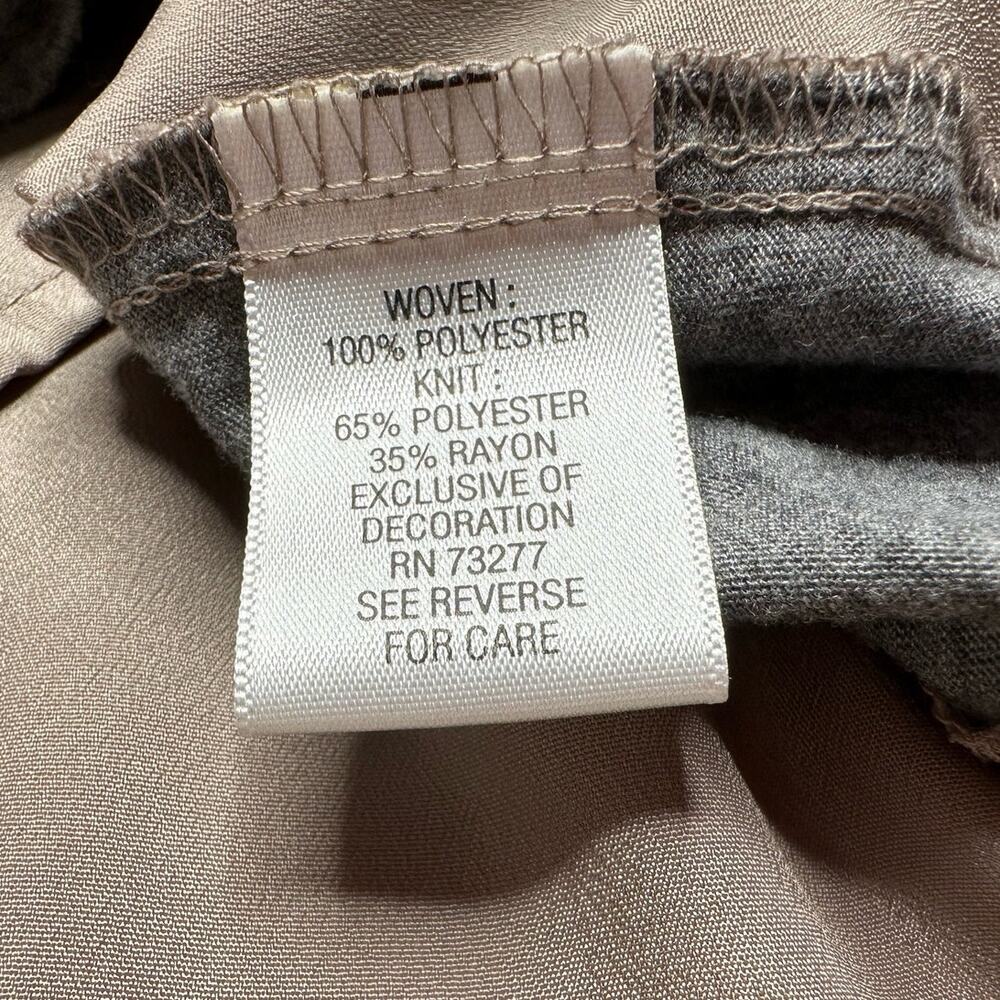 WOVEN :
100% POLYESTER
KNIT :
65% POLYESTER
35% RAYON
EXCLUSIVE OF
DECORATION
RN 73277
SEE REVERSE
FOR CARE